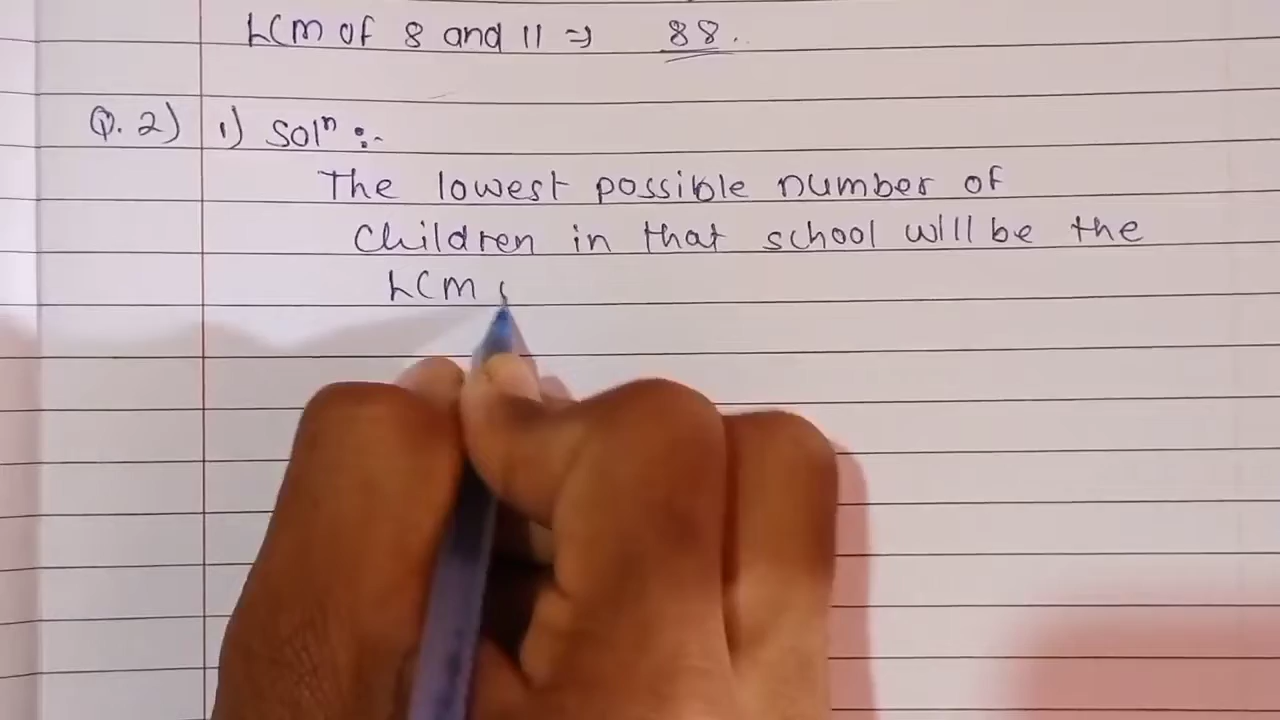 LCM of 8 and 11 ⇒ 88.
Q. 2) 1) Solⁿ :-
The lowest possible number of
children in that school will be the
LCM